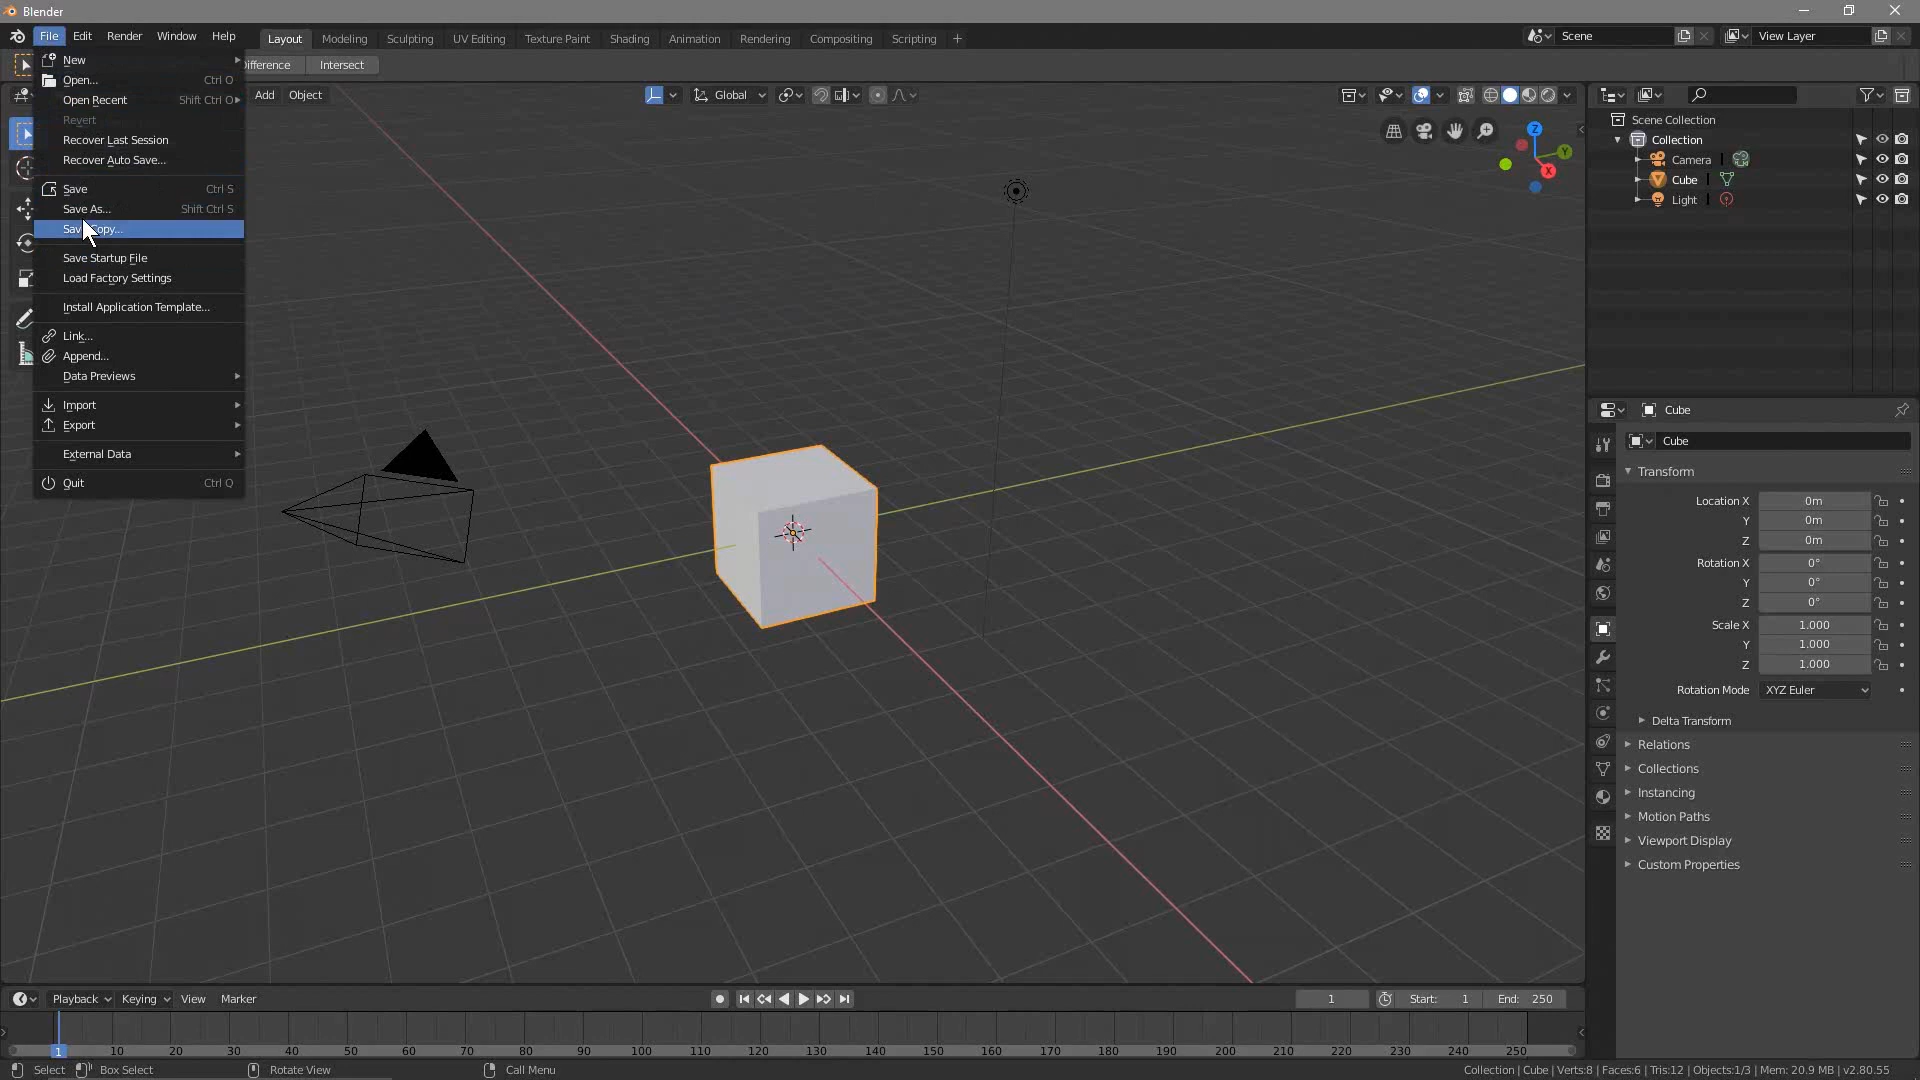 Blender
File Edit Render Window Help Layout Modeling Sculpting UV Editing Texture Paint Shading Animation Rendering Compositing Scripting + Scene View Layer
Difference Intersect
Add Object Global
New
Open... Ctrl O
Open Recent Shift Ctrl O
Revert
Recover Last Session
Recover Auto Save...
Save Ctrl S
Save As... Shift Ctrl S
Save Copy...
Save Startup File
Load Factory Settings
Install Application Template...
Link...
Append...
Data Previews
Import
Export
External Data
Quit Ctrl Q
Z
Y
X
Scene Collection
Collection
Camera
Cube
Light
Cube
Cube
Transform
Location X 0m
Y 0m
Z 0m
Rotation X 0°
Y 0°
Z 0°
Scale X 1.000
Y 1.000
Z 1.000
Rotation Mode XYZ Euler
Delta Transform
Relations
Collections
Instancing
Motion Paths
Viewport Display
Custom Properties
Playback Keying View Marker 1 Start: 1 End: 250
1 10 20 30 40 50 60 70 80 90 100 110 120 130 140 150 160 170 180 190 200 210 220 230 240 250
Select Box Select Rotate View Call Menu Collection | Cube | Verts:8 | Faces:6 | Tris:12 | Objects:1/3 | Mem: 20.9 MB | v2.80.55